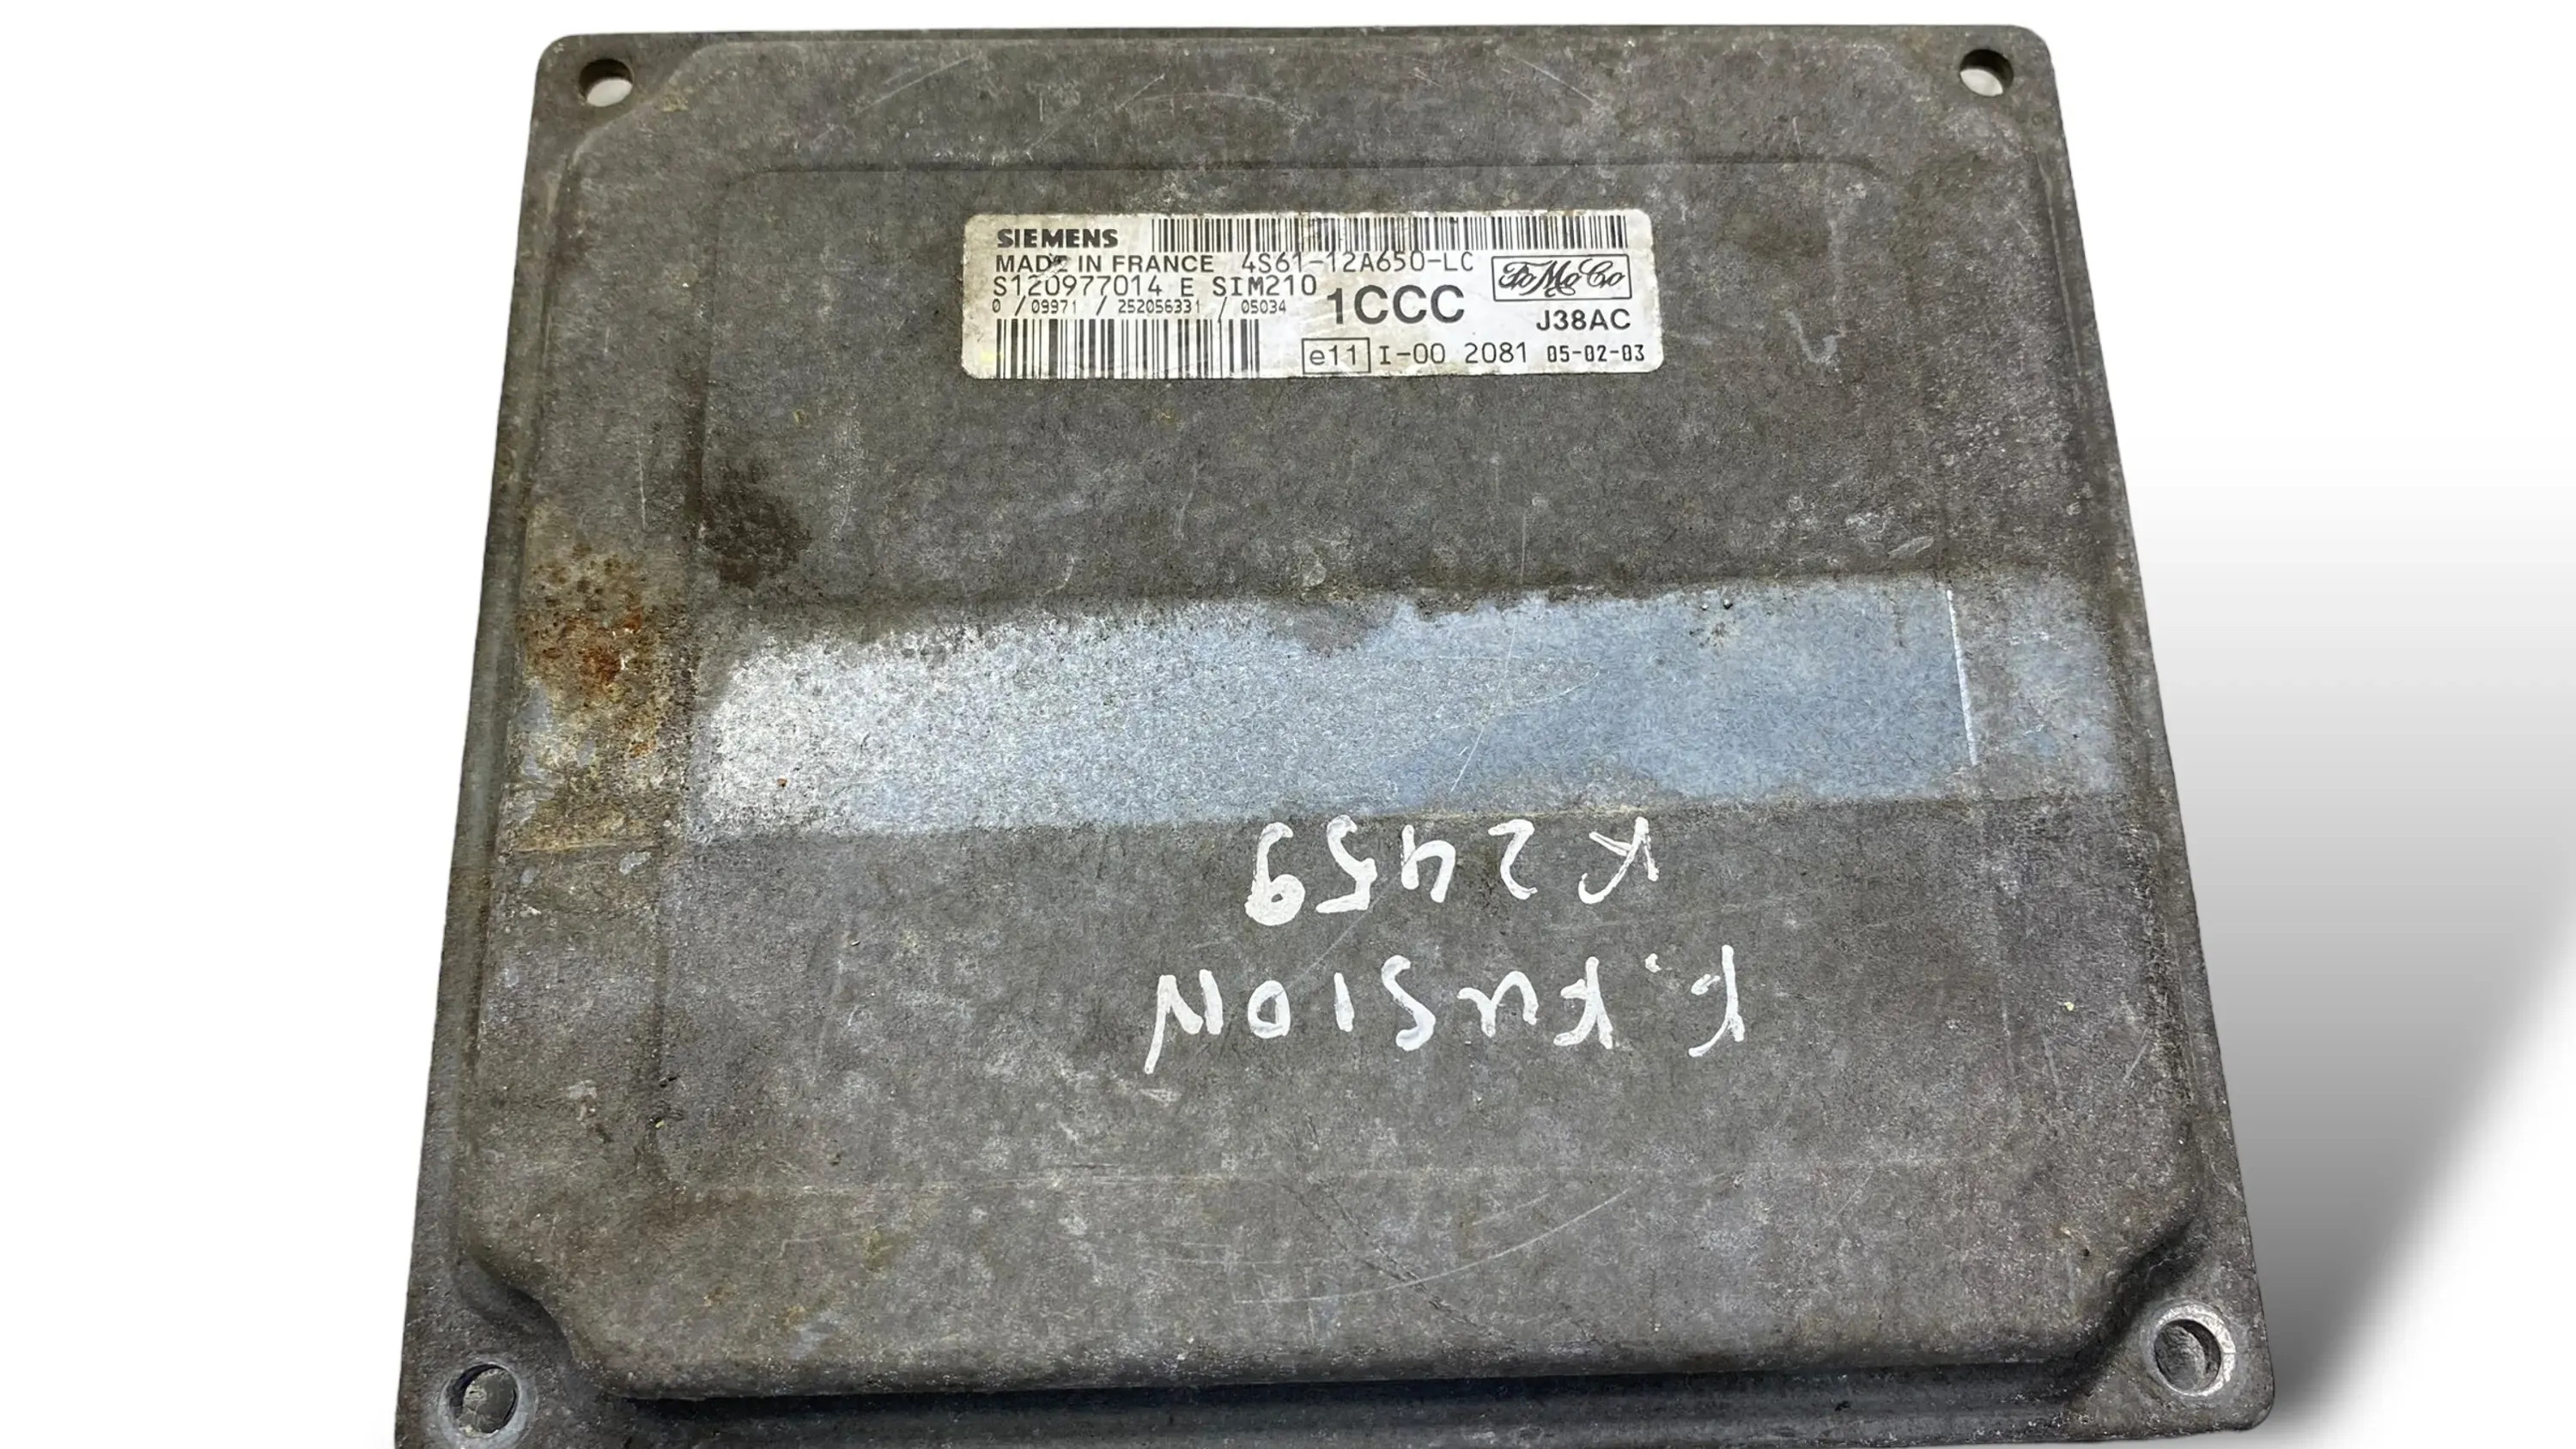 SIEMENS
MADE IN FRANCE 4S61-12A650-LC
FoMoCo
S120977014 E SIM210
0 / 09971 / 252056331 / 05034
1CCC
J38AC
e11 I-00 2081 05-02-03
F. FUSION
K2459